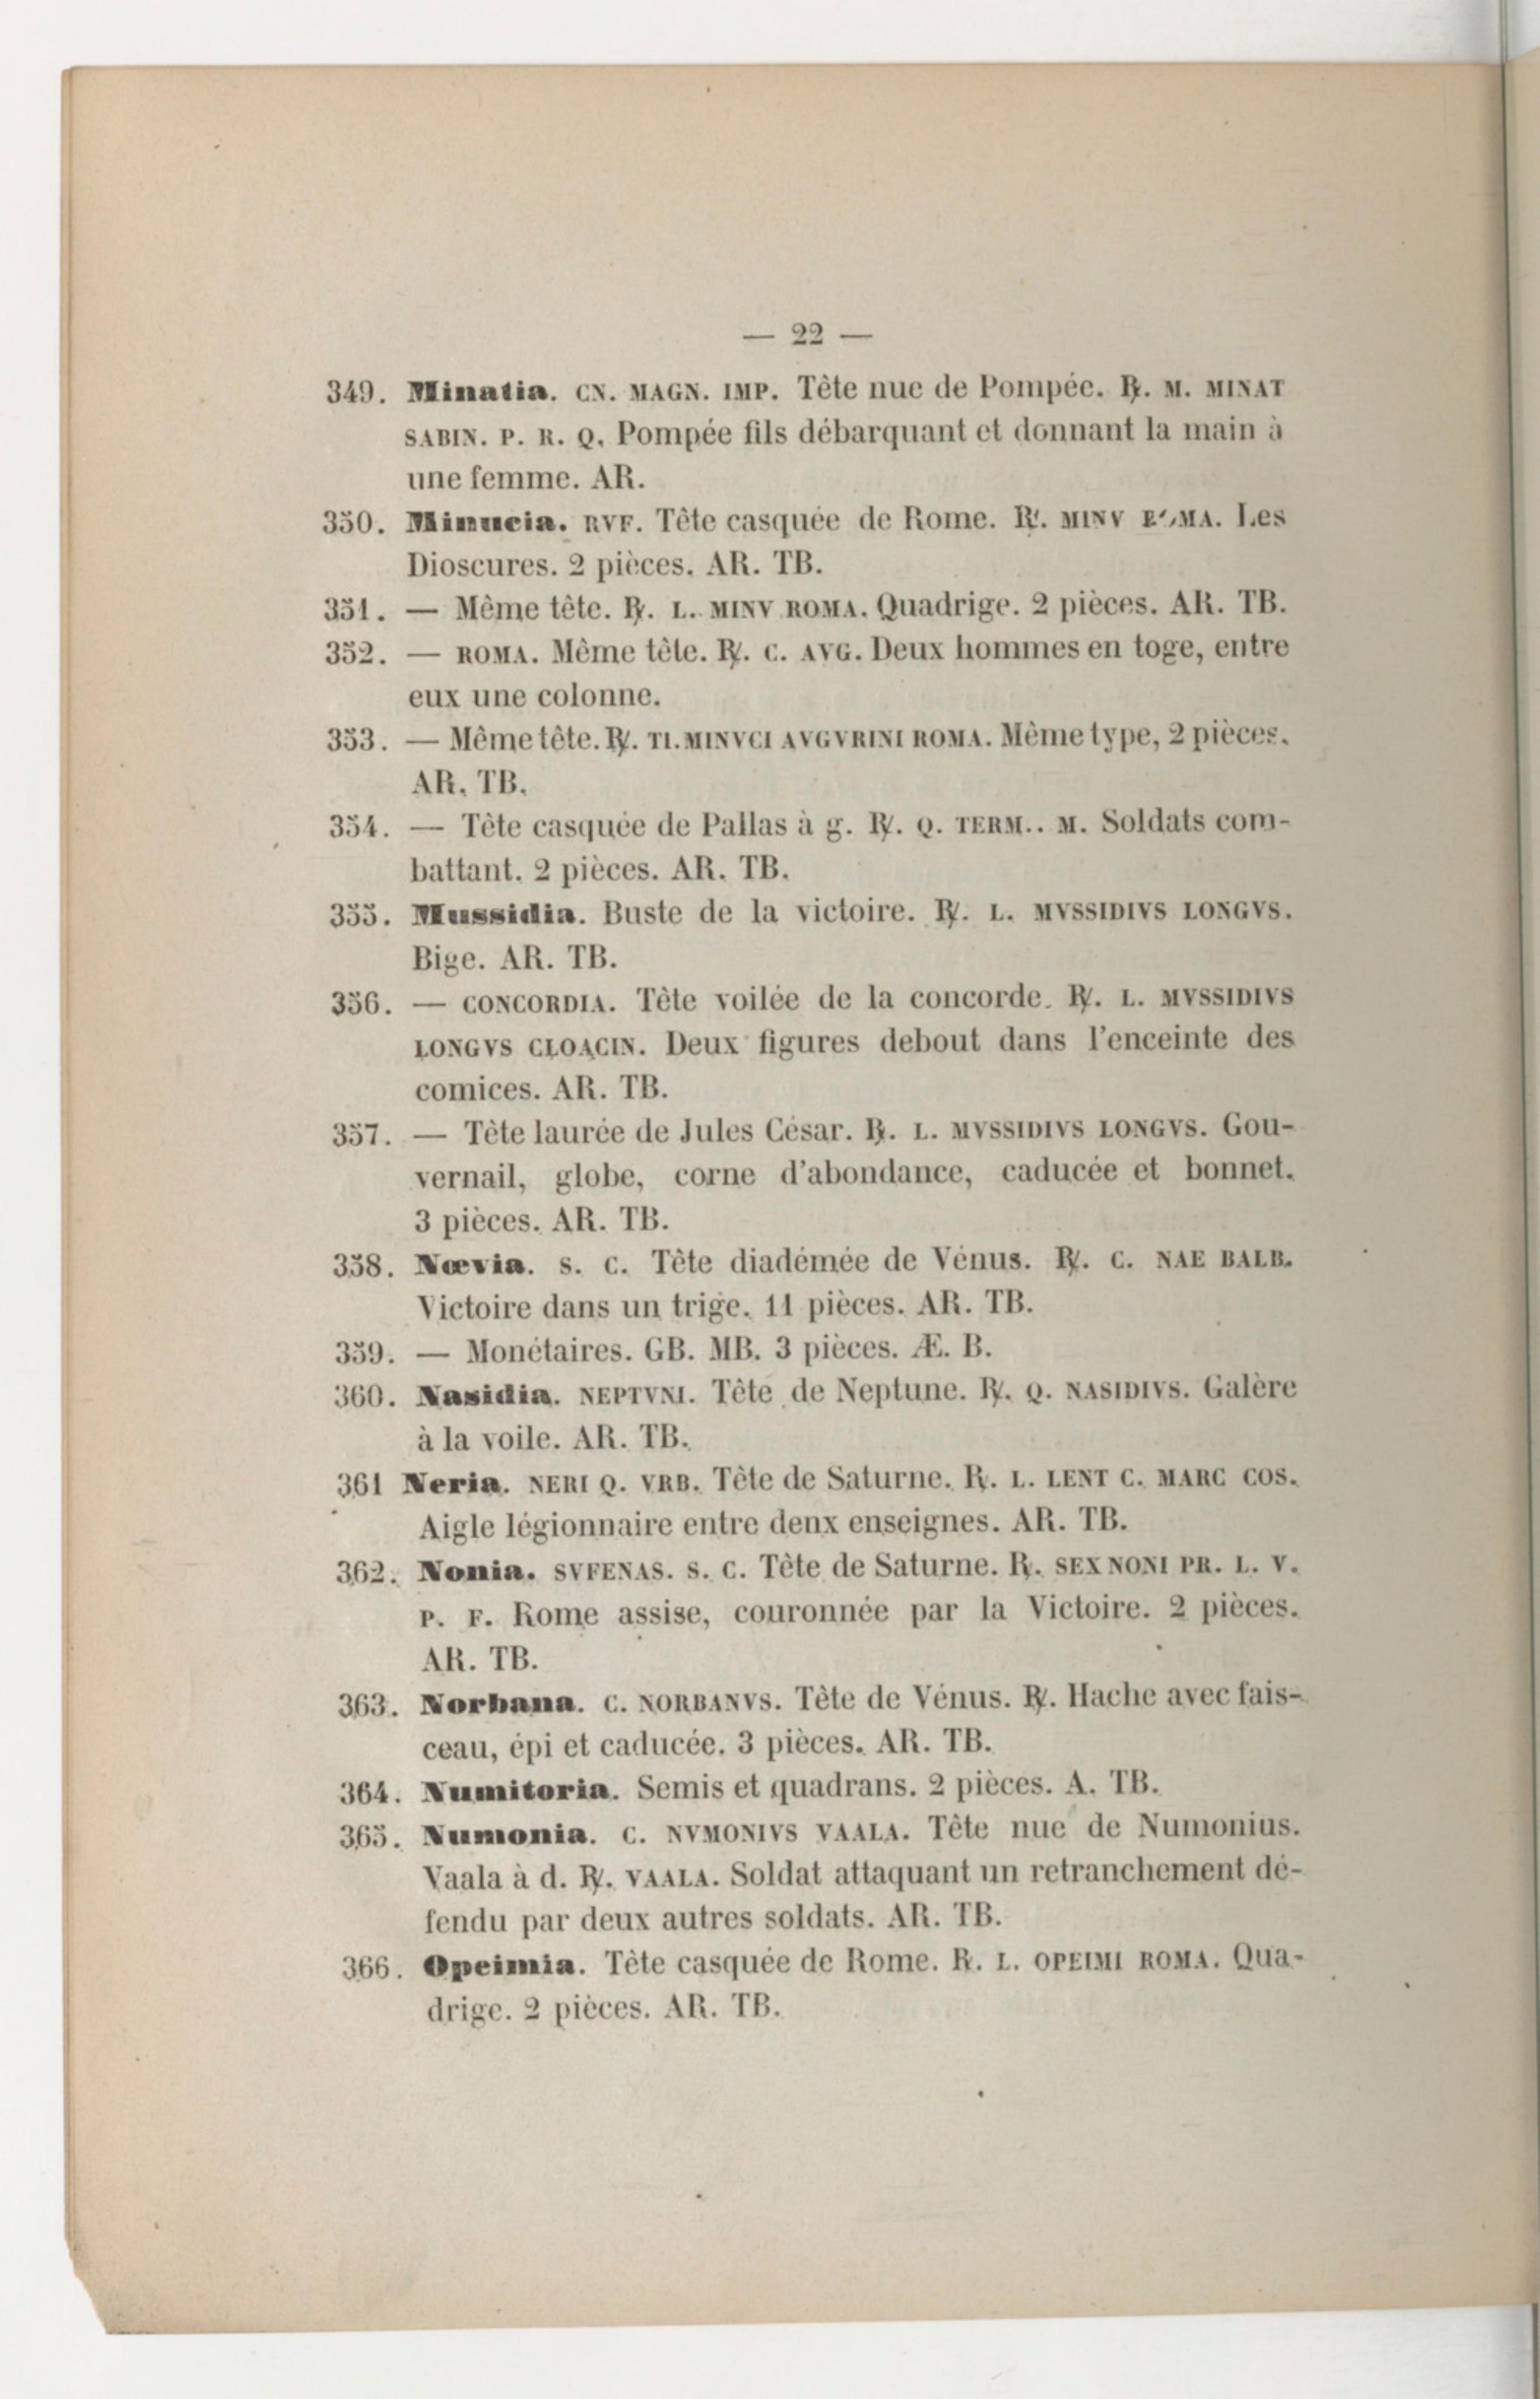 — 22 —
349. Minatia. CN. MAGN. IMP. Tête nue de Pompée. ℞. M. MINAT
SABIN. P. R. Q. Pompée fils débarquant et donnant la main à
une femme. AR.
350. Minucia. RVF. Tête casquée de Rome. ℞. MINV Les
Dioscures. 2 pièces. AR. TB.
351. — Même tête. ℞. L. MINV ROMA. Quadrige. 2 pièces. AR. TB.
352. — ROMA. Même tête. ℞. C. AVG. Deux hommes en toge, entre
eux une colonne.
353. — Même tête. ℞. TI. MINVCI AVGVRINI ROMA. Même type, 2 pièces.
AR. TB.
354. — Tête casquée de Pallas à g. ℞. Q. TERM.. M. Soldats com-
battant. 2 pièces. AR. TB.
355. Mussidia. Buste de la victoire. ℞. L. MVSSIDIVS LONGVS.
Bige. AR. TB.
356. — CONCORDIA. Tête voilée de la concorde. ℞. L. MVSSIDIVS
LONGVS CLOACIN. Deux figures debout dans l'enceinte des
comices. AR. TB.
357. — Tête laurée de Jules César. ℞. L. MVSSIDIVS LONGVS. Gou-
vernail, globe, corne d'abondance, caducée et bonnet.
3 pièces. AR. TB.
358. Nœvia. S. C. Tête diadémée de Vénus. ℞. C. NAE BALB.
Victoire dans un trige. 11 pièces. AR. TB.
359. — Monétaires. GB. MB. 3 pièces. Æ. B.
360. Nasidia. NEPTVNI. Tête de Neptune. ℞. Q. NASIDIVS. Galère
à la voile. AR. TB.
361 Neria. NERI Q. VRB. Tête de Saturne. ℞. L. LENT C. MARC COS.
Aigle légionnaire entre denx enseignes. AR. TB.
362. Nonia. SVFENAS. S. C. Tête de Saturne. ℞. SEX NONI PR. L. V.
P. F. Rome assise, couronnée par la Victoire. 2 pièces.
AR. TB.
363. Norbana. C. NORBANVS. Tête de Vénus. ℞. Hache avec fais-
ceau, épi et caducée. 3 pièces. AR. TB.
364. Numitoria. Semis et quadrans. 2 pièces. A. TB.
365. Numonia. C. NVMONIVS VAALA. Tête nue de Numonius.
Vaala à d. ℞. VAALA. Soldat attaquant un retranchement dé-
fendu par deux autres soldats. AR. TB.
366. Opeimia. Tête casquée de Rome. R. L. OPEIMI ROMA. Qua-
drige. 2 pièces. AR. TB.